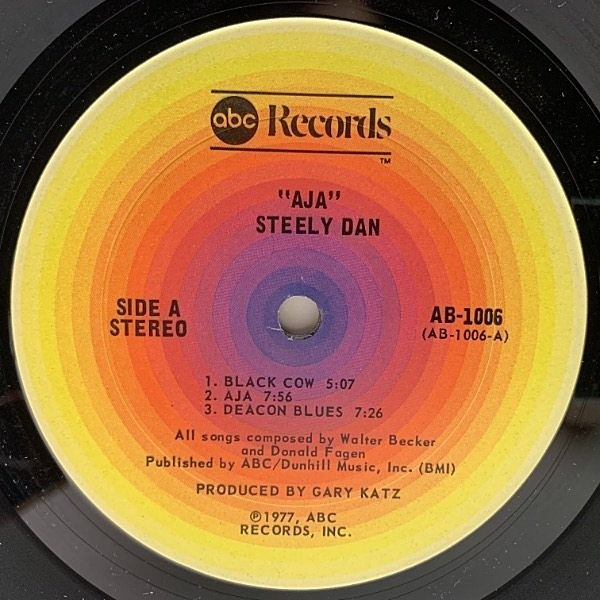 abc Records
TM
"AJA"
STEELY DAN
SIDE A
STEREO
AB-1006
(AB-1006-A)
1. BLACK COW 5:07
2. AJA 7:56
3. DEACON BLUES 7:26
All songs composed by Walter Becker
and Donald Fagen
Published by ABC/Dunhill Music, Inc. (BMI)
PRODUCED BY GARY KATZ
℗1977, ABC
RECORDS, INC.